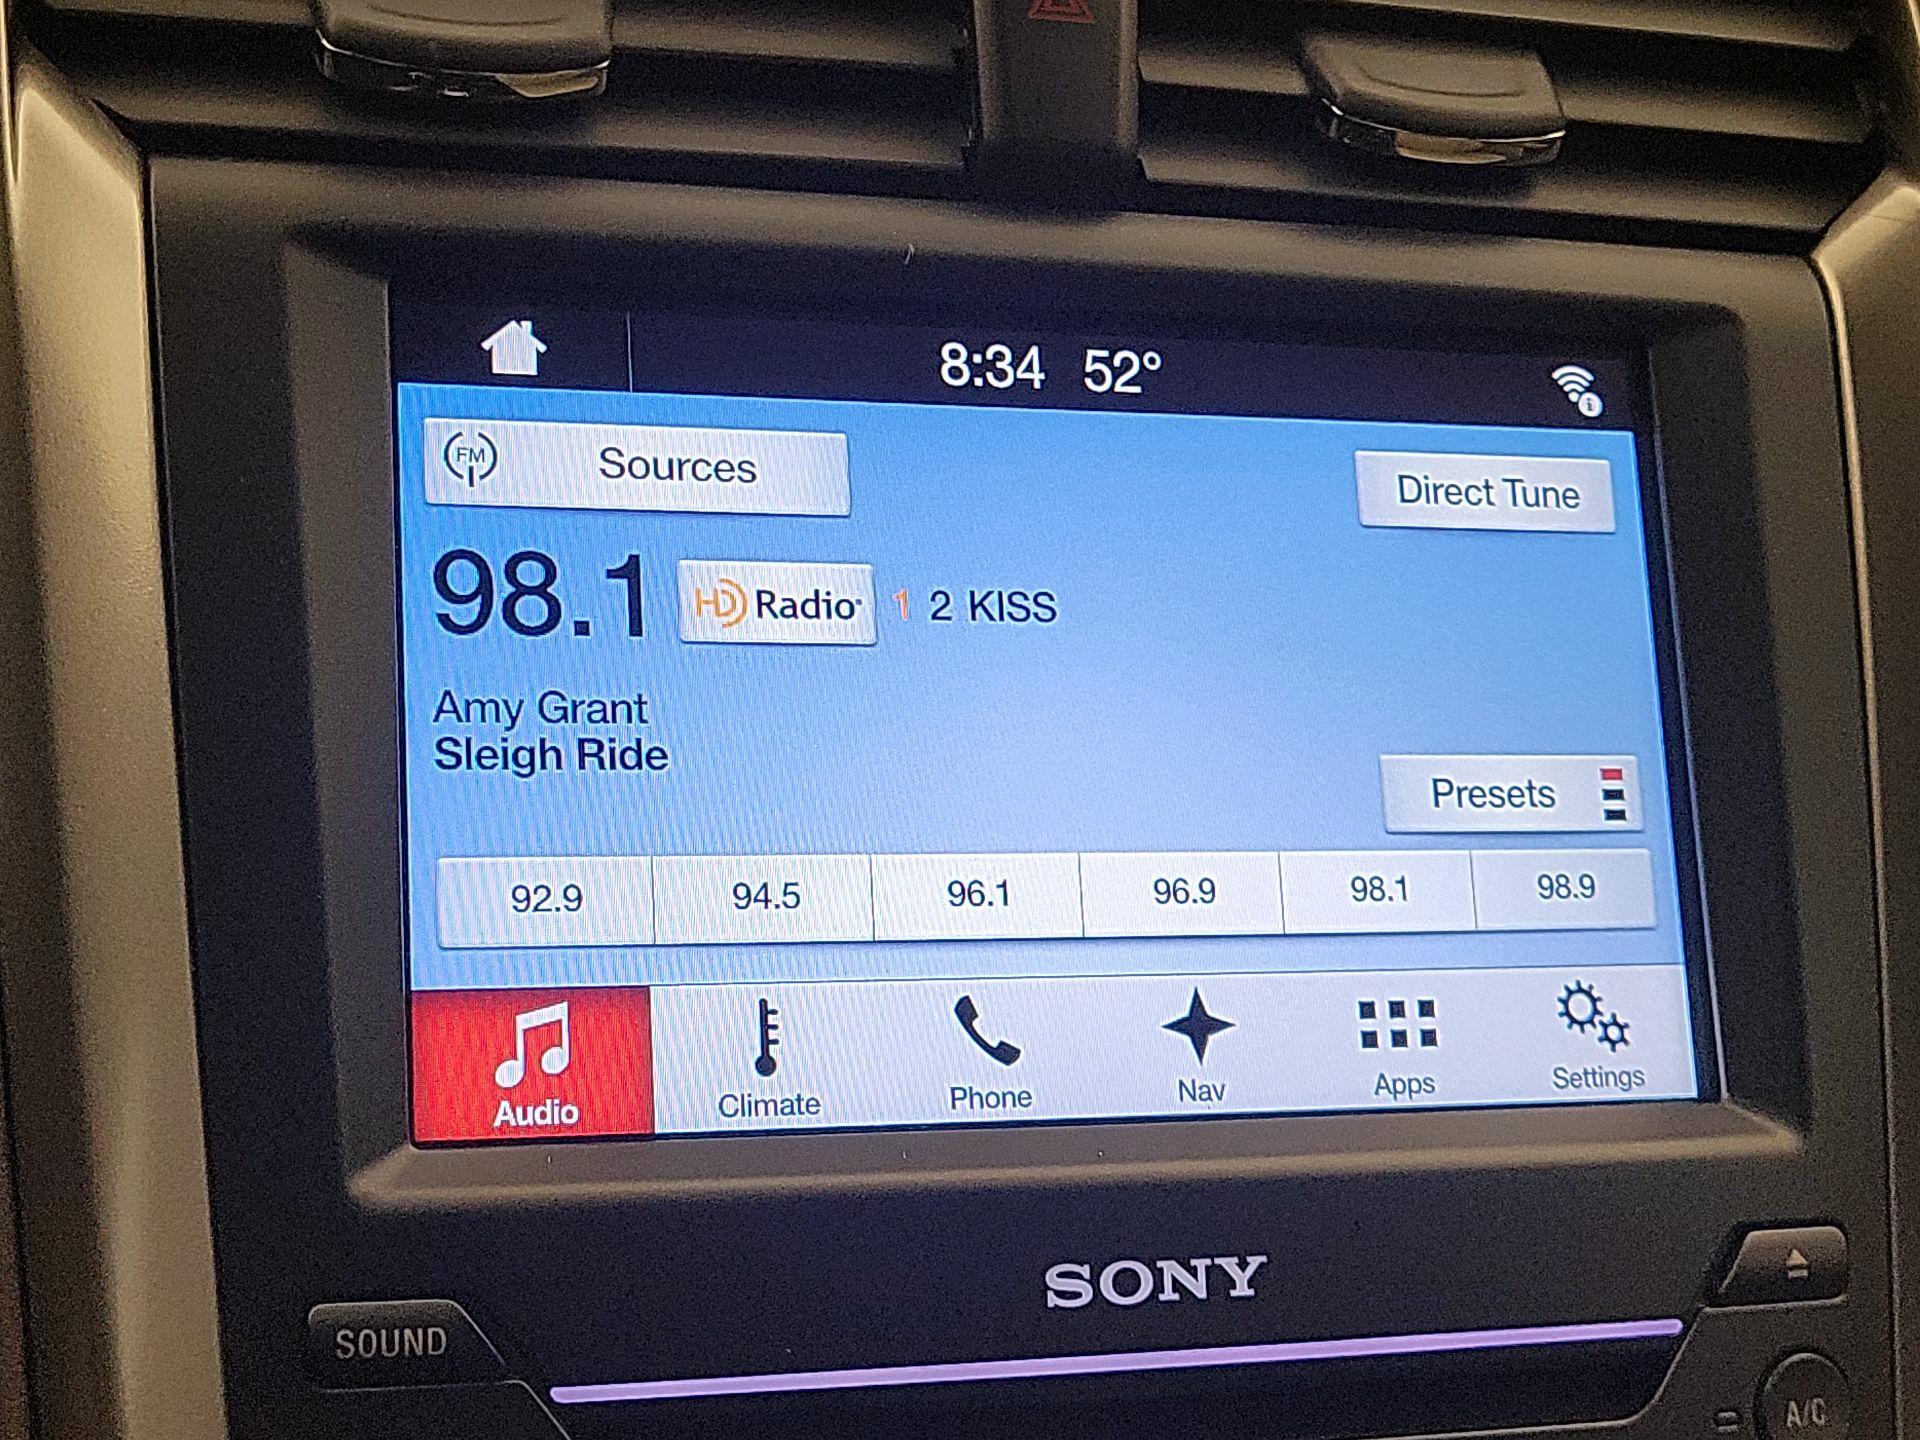 8:34 52°
FM Sources
Direct Tune
98.1 HD Radio 1 2 KISS
Amy Grant
Sleigh Ride
Presets
92.9 94.5 96.1 96.9 98.1 98.9
Audio Climate Phone Nav Apps Settings
SONY
SOUND
A/C